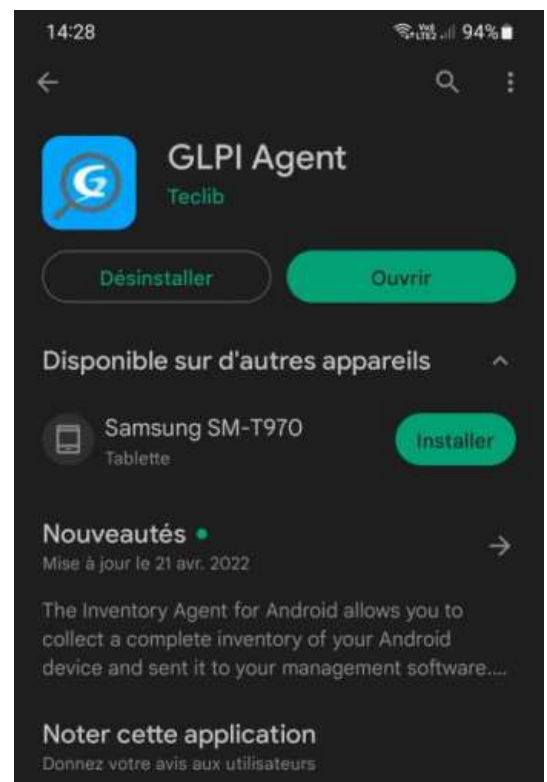 14:28
94%
GLPI Agent
Teclib
Désinstaller
Ouvrir
Disponible sur d'autres appareils
Samsung SM-T970
Tablette
Installer
Nouveautés
Mise à jour le 21 avr. 2022
The Inventory Agent for Android allows you to
collect a complete inventory of your Android
device and sent it to your management software....
Noter cette application
Donnez votre avis aux utilisateurs